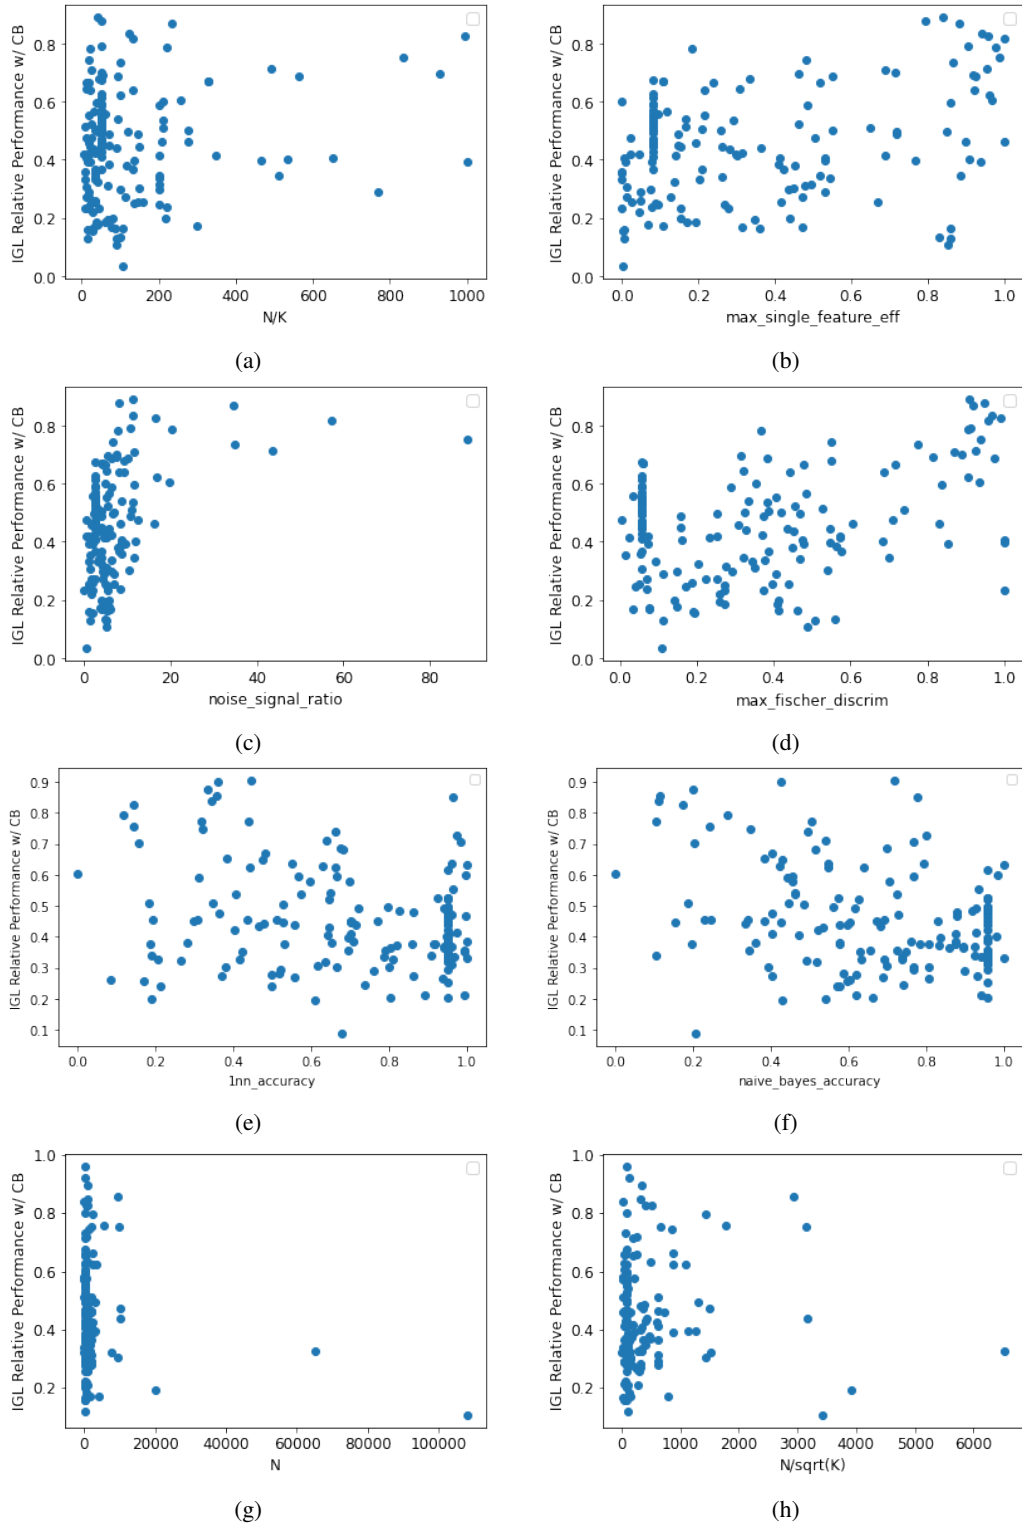 IGL Relative Performance w/ CB
0.8
0.6
0.4
0.2
0.0
0 200 400 600 800 1000
N/K
(a)
IGL Relative Performance w/ CB
0.8
0.6
0.4
0.2
0.0
0.0 0.2 0.4 0.6 0.8 1.0
max_single_feature_eff
(b)
IGL Relative Performance w/ CB
0.8
0.6
0.4
0.2
0.0
0 20 40 60 80
noise_signal_ratio
(c)
IGL Relative Performance w/ CB
0.8
0.6
0.4
0.2
0.0
0.0 0.2 0.4 0.6 0.8 1.0
max_fischer_discrim
(d)
IGL Relative Performance w/ CB
0.9
0.8
0.7
0.6
0.5
0.4
0.3
0.2
0.1
0.0 0.2 0.4 0.6 0.8 1.0
1nn_accuracy
(e)
IGL Relative Performance w/ CB
0.9
0.8
0.7
0.6
0.5
0.4
0.3
0.2
0.1
0.0 0.2 0.4 0.6 0.8 1.0
naive_bayes_accuracy
(f)
IGL Relative Performance w/ CB
1.0
0.8
0.6
0.4
0.2
0 20000 40000 60000 80000 100000
N
(g)
IGL Relative Performance w/ CB
1.0
0.8
0.6
0.4
0.2
0 1000 2000 3000 4000 5000 6000
N/sqrt(K)
(h)